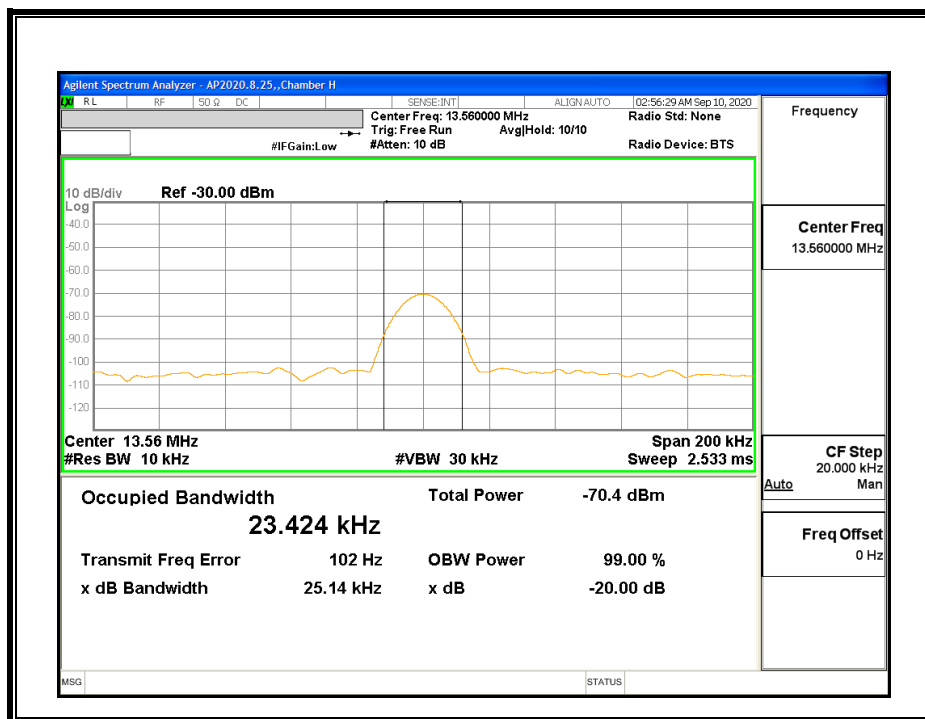 Agilent Spectrum Analyzer - AP2020.8.25,,Chamber H
LXI RL RF 50 Ω DC SENSE:INT ALIGN AUTO 02:56:29 AM Sep 10, 2020
Center Freq: 13.560000 MHz Radio Std: None
Trig: Free Run Avg|Hold: 10/10
#IFGain:Low #Atten: 10 dB Radio Device: BTS
10 dB/div Ref -30.00 dBm
Log
-40.0
-50.0
-60.0
-70.0
-80.0
-90.0
-100
-110
-120
Center 13.56 MHz Span 200 kHz
#Res BW 10 kHz #VBW 30 kHz Sweep 2.533 ms
Occupied Bandwidth Total Power -70.4 dBm
23.424 kHz
Transmit Freq Error 102 Hz OBW Power 99.00 %
x dB Bandwidth 25.14 kHz x dB -20.00 dB
MSG STATUS
Frequency
Center Freq
13.560000 MHz
CF Step
20.000 kHz
Auto Man
Freq Offset
0 Hz